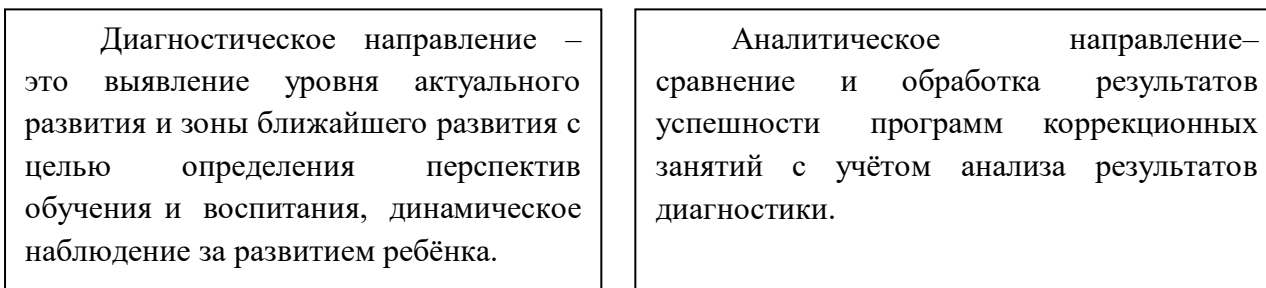 Диагностическое направление –
это выявление уровня актуального
развития и зоны ближайшего развития с
целью определения перспектив
обучения и воспитания, динамическое
наблюдение за развитием ребёнка.
Аналитическое направление–
сравнение и обработка результатов
успешности программ коррекционных
занятий с учётом анализа результатов
диагностики.